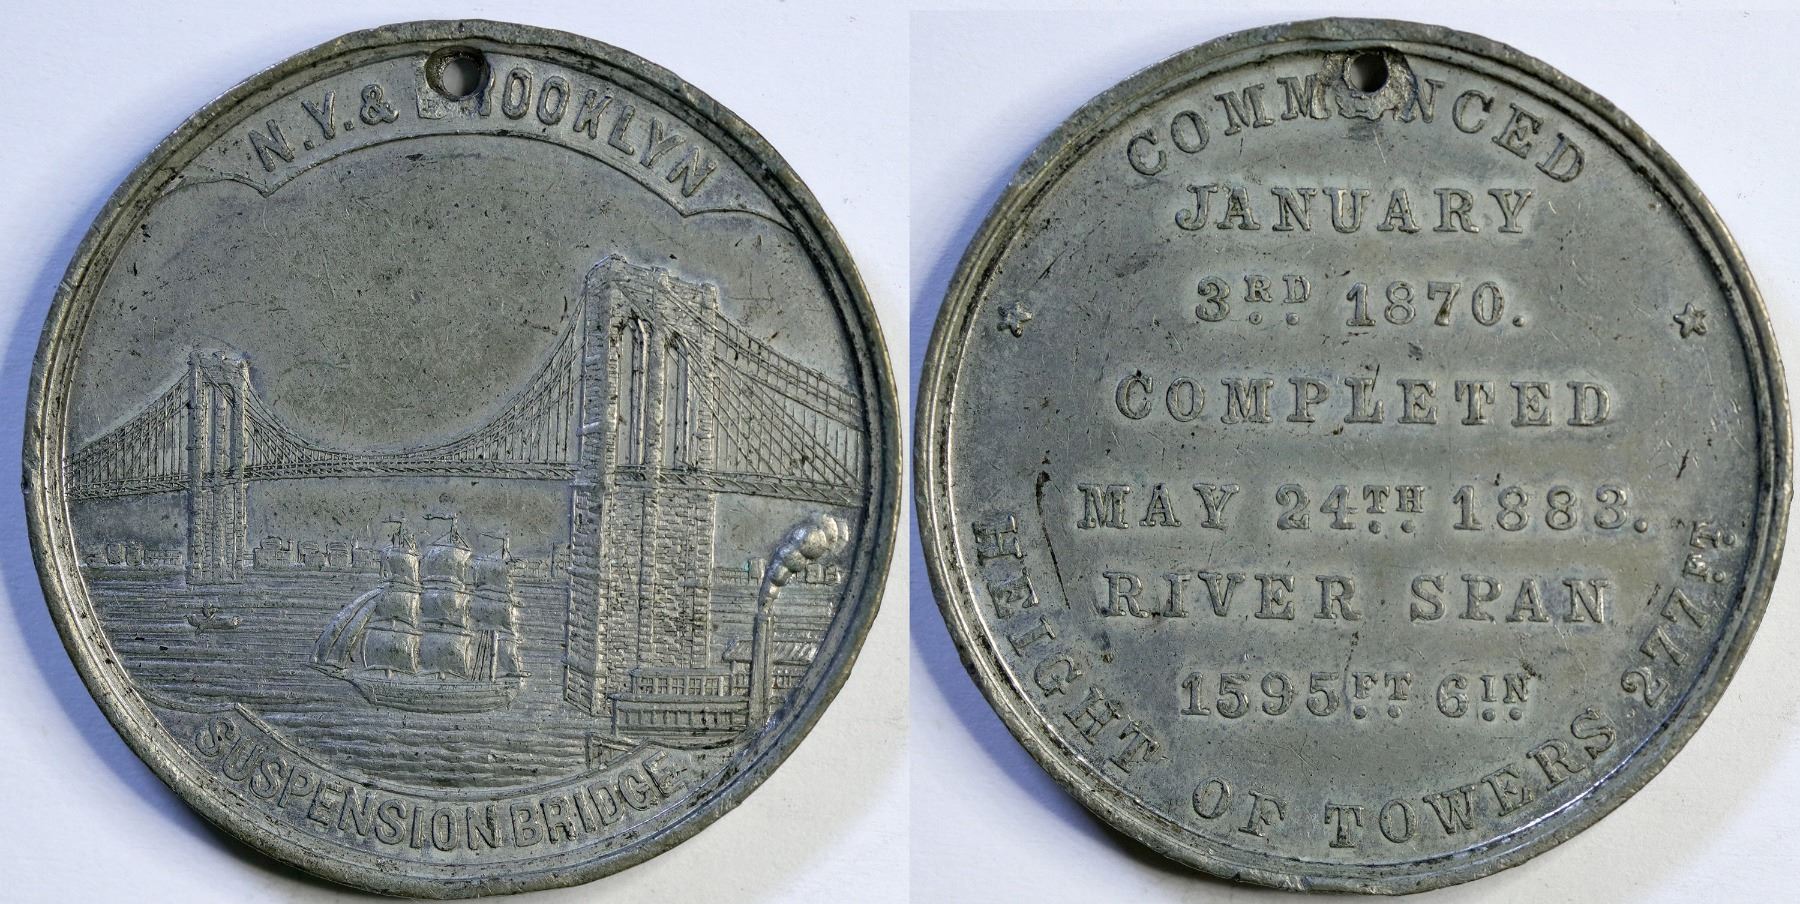 N.Y. & BROOKLYN
SUSPENSION BRIDGE
COMMENCED
JANUARY
3RD 1870.
COMPLETED
MAY 24TH 1883.
RIVER SPAN
1595FT 6IN
HEIGHT OF TOWERS 277FT.